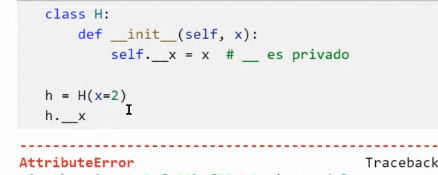 class H:
    def __init__(self, x):
        self.__x = x  # __ es privado
h = H(x=2)
h.__x
AttributeError Traceback